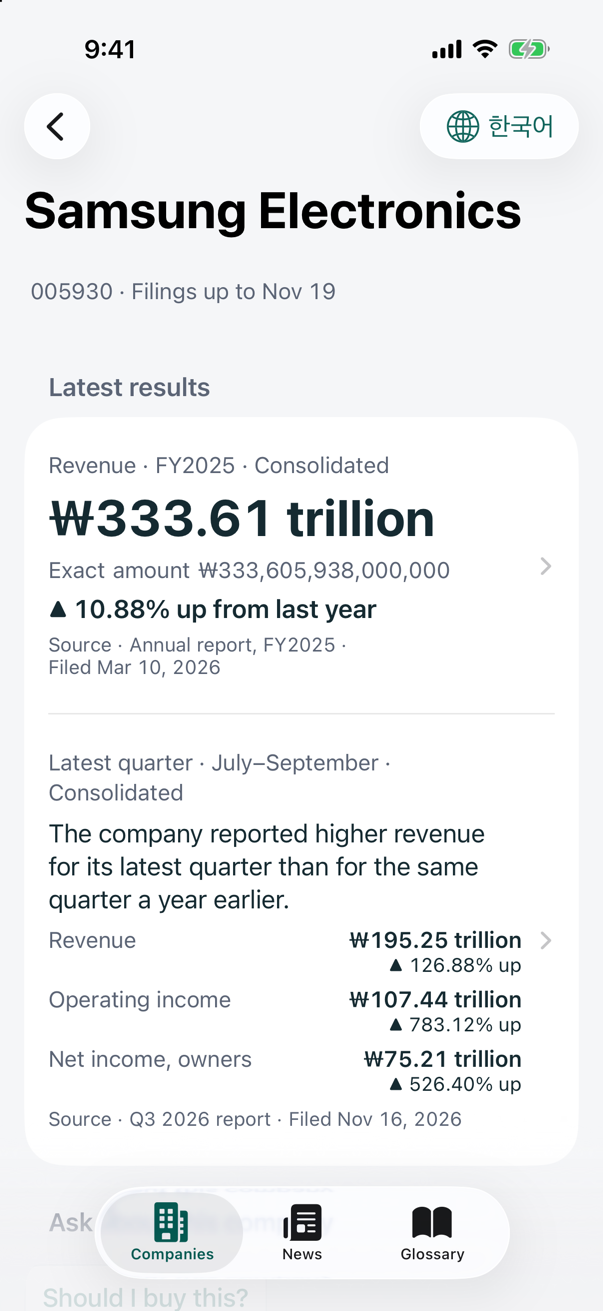 9:41
한국어
Samsung Electronics
005930 · Filings up to Nov 19
Latest results
Revenue · FY2025 · Consolidated
₩333.61 trillion
Exact amount ₩333,605,938,000,000
▲ 10.88% up from last year
Source · Annual report, FY2025 ·
Filed Mar 10, 2026
Latest quarter · July–September ·
Consolidated
The company reported higher revenue
for its latest quarter than for the same
quarter a year earlier.
Revenue ₩195.25 trillion
▲ 126.88% up
Operating income ₩107.44 trillion
▲ 783.12% up
Net income, owners ₩75.21 trillion
▲ 526.40% up
Source · Q3 2026 report · Filed Nov 16, 2026
Ask
Companies News Glossary
Should I buy this?